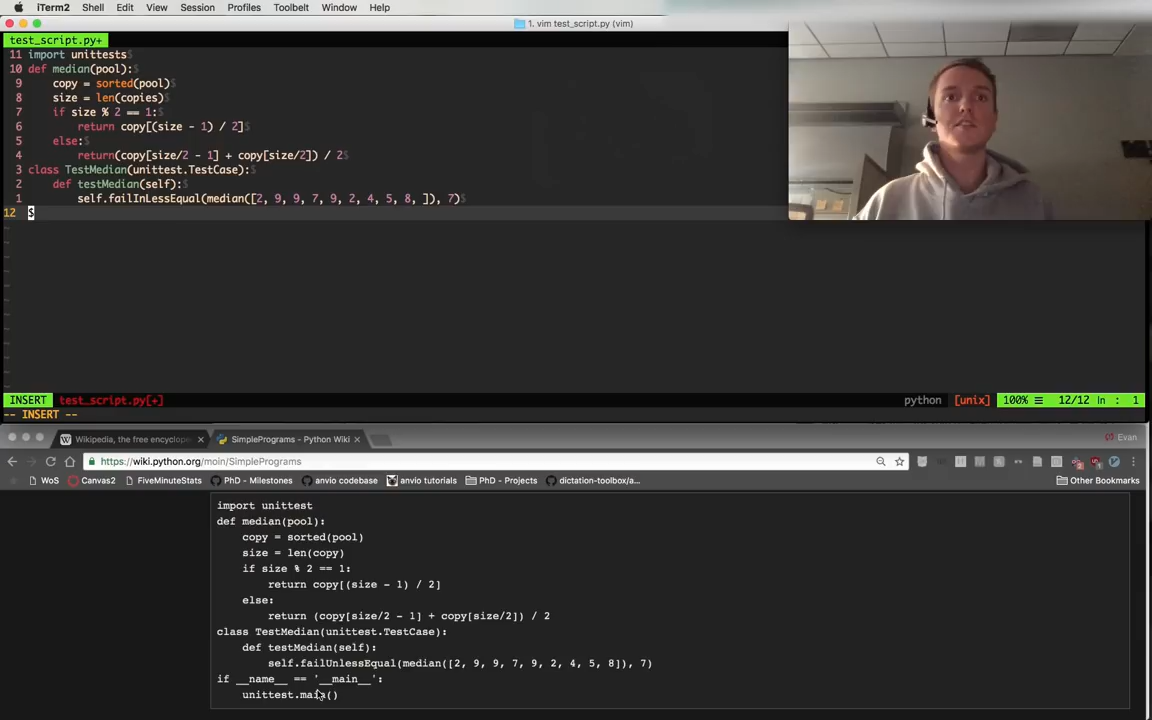 iTerm2 Shell Edit View Session Profiles Toolbelt Window Help
1. vim test_script.py (vim)
test_script.py+
11 import unittests$
10 def median(pool):$
9 copy = sorted(pool)$
8 size = len(copies)$
7 if size % 2 == 1:$
6 return copy[(size - 1) / 2]$
5 else:$
4 return(copy[size/2 - 1] + copy[size/2]) / 2$
3 class TestMedian(unittest.TestCase):$
2 def testMedian(self):$
1 self.failInLessEqual(median([2, 9, 9, 7, 9, 2, 4, 5, 8, ]), 7)$
12 $
INSERT test_script.py[+] python [unix] 100% ☰ 12/12 ln : 1
-- INSERT --
Wikipedia, the free encyclope SimplePrograms - Python Wiki Evan
https://wiki.python.org/moin/SimplePrograms
WoS Canvas2 FiveMinuteStats PhD - Milestones anvio codebase anvio tutorials PhD - Projects dictation-toolbox/a... Other Bookmarks
import unittest
def median(pool):
copy = sorted(pool)
size = len(copy)
if size % 2 == 1:
return copy[(size - 1) / 2]
else:
return (copy[size/2 - 1] + copy[size/2]) / 2
class TestMedian(unittest.TestCase):
def testMedian(self):
self.failUnlessEqual(median([2, 9, 9, 7, 9, 2, 4, 5, 8]), 7)
if __name__ == '__main__':
unittest.main()